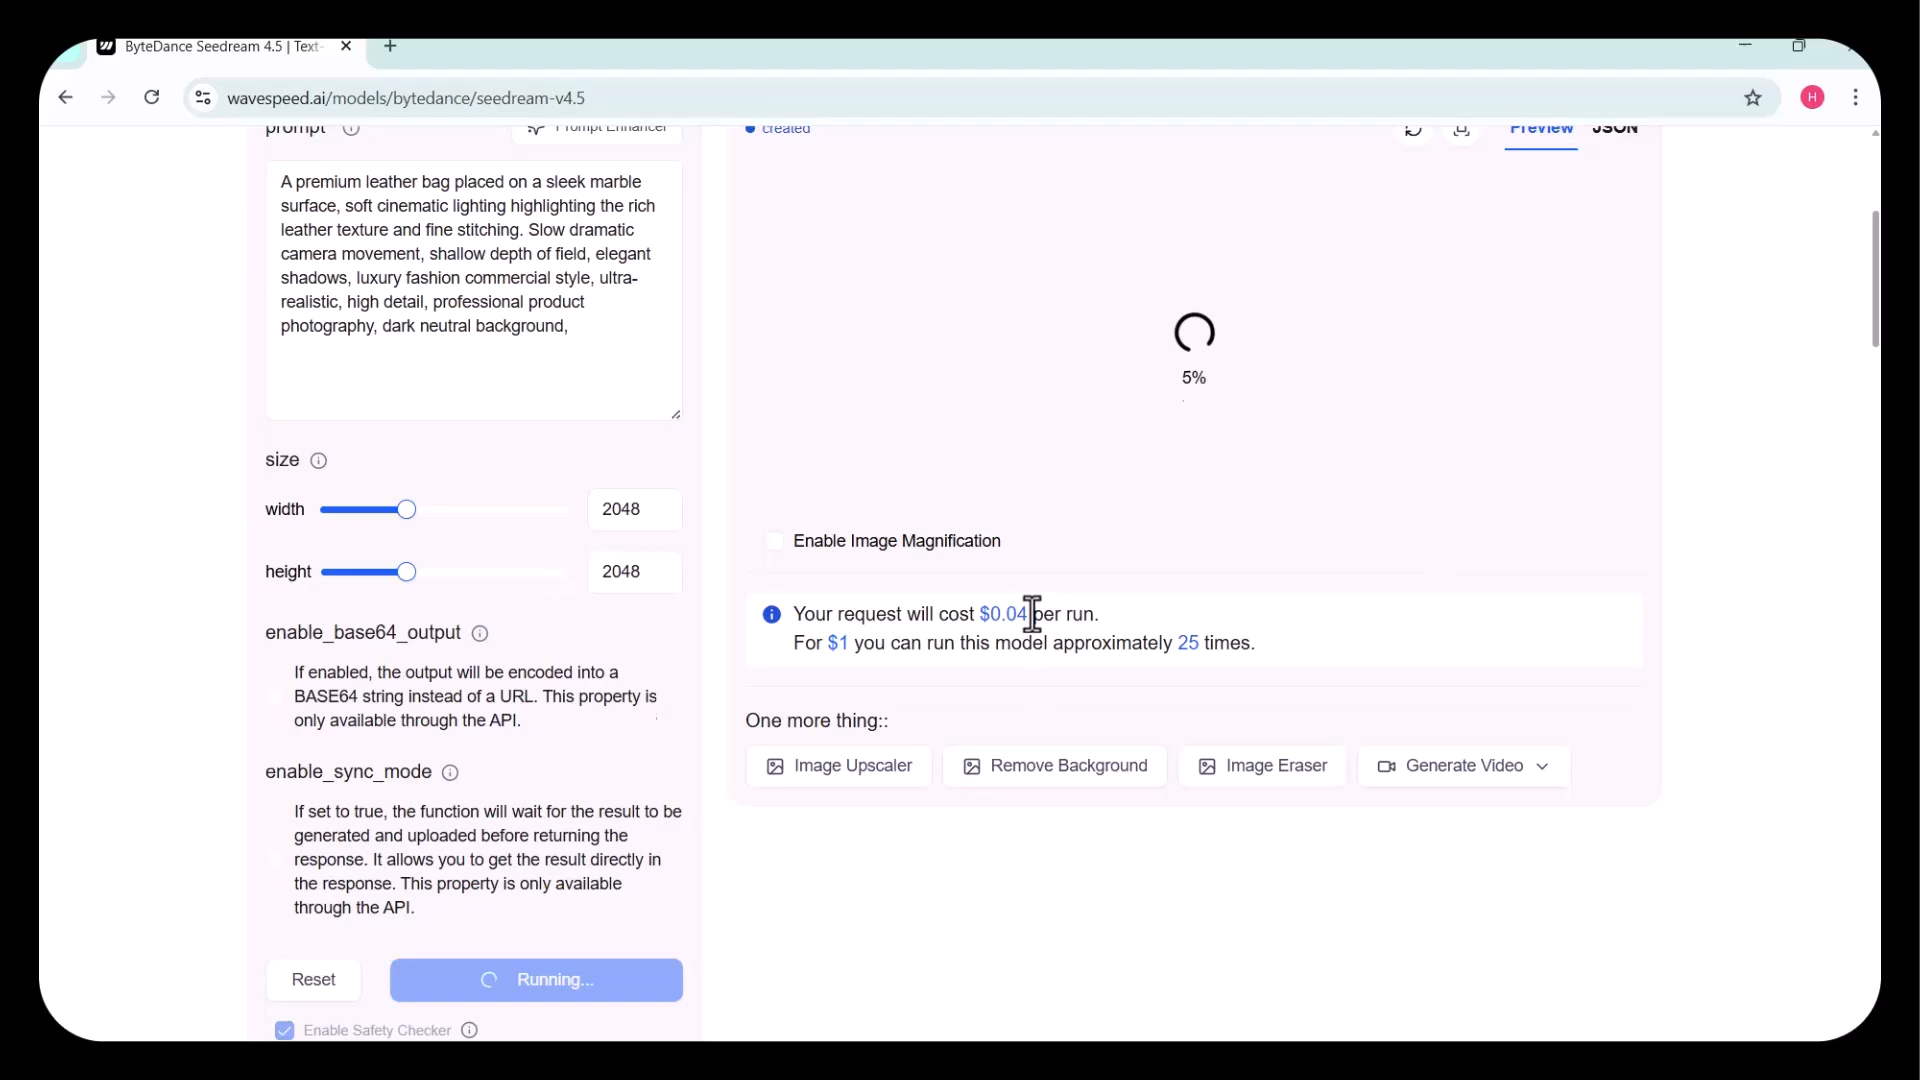 ByteDance Seedream 4.5 | Text-
wavespeed.ai/models/bytedance/seedream-v4.5
H
prompt
Prompt Enhancer
created
Preview JSON
A premium leather bag placed on a sleek marble
surface, soft cinematic lighting highlighting the rich
leather texture and fine stitching. Slow dramatic
camera movement, shallow depth of field, elegant
shadows, luxury fashion commercial style, ultra-
realistic, high detail, professional product
photography, dark neutral background,
5%
size
width
2048
height
2048
enable_base64_output
If enabled, the output will be encoded into a
BASE64 string instead of a URL. This property is
only available through the API.
enable_sync_mode
If set to true, the function will wait for the result to be
generated and uploaded before returning the
response. It allows you to get the result directly in
the response. This property is only available
through the API.
Reset
Running...
Enable Safety Checker
Enable Image Magnification
Your request will cost $0.04 per run.
For $1 you can run this model approximately 25 times.
One more thing::
Image Upscaler
Remove Background
Image Eraser
Generate Video